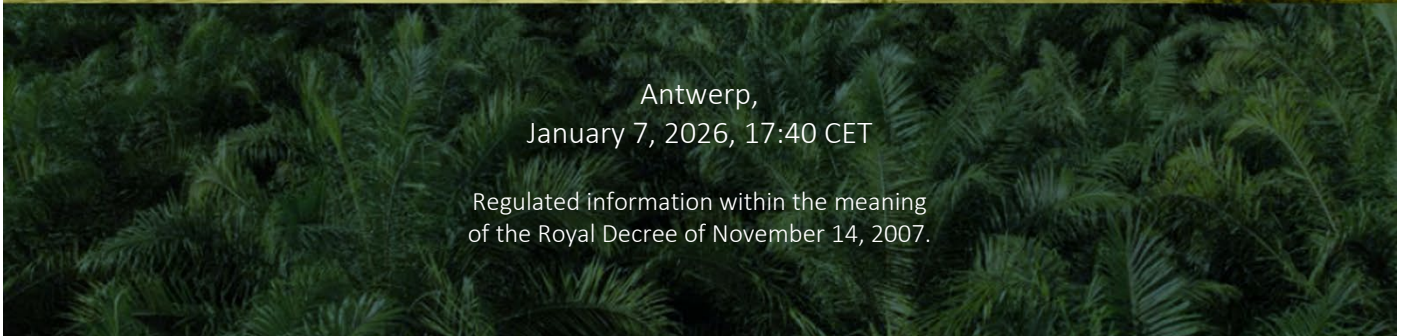 Antwerp,
January 7, 2026, 17:40 CET
Regulated information within the meaning
of the Royal Decree of November 14, 2007.